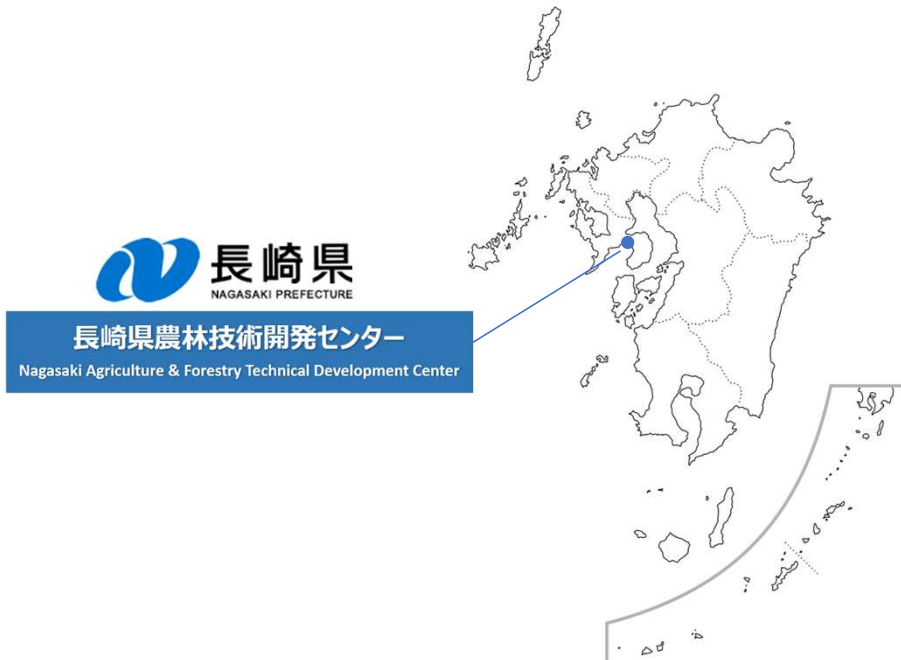 長崎県
NAGASAKI PREFECTURE
長崎県農林技術開発センター
Nagasaki Agriculture & Forestry Technical Development Center